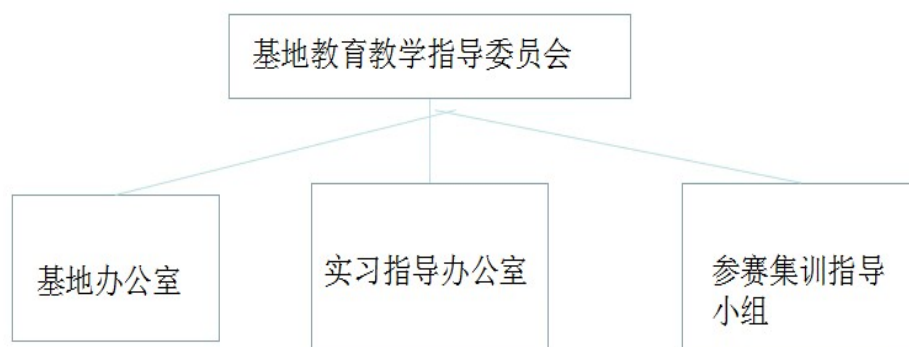 基地教育教学指导委员会
基地办公室
实习指导办公室
参赛集训指导
小组